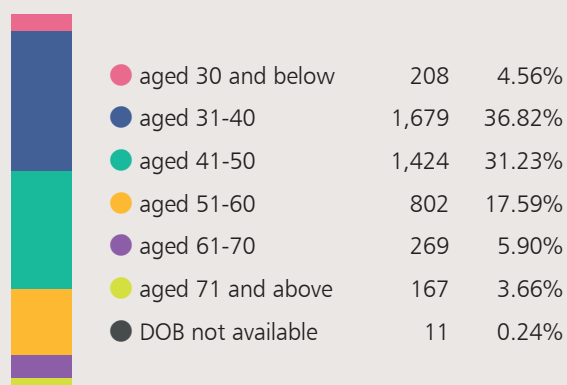 aged 30 and below 208 4.56%
aged 31-40 1,679 36.82%
aged 41-50 1,424 31.23%
aged 51-60 802 17.59%
aged 61-70 269 5.90%
aged 71 and above 167 3.66%
DOB not available 11 0.24%